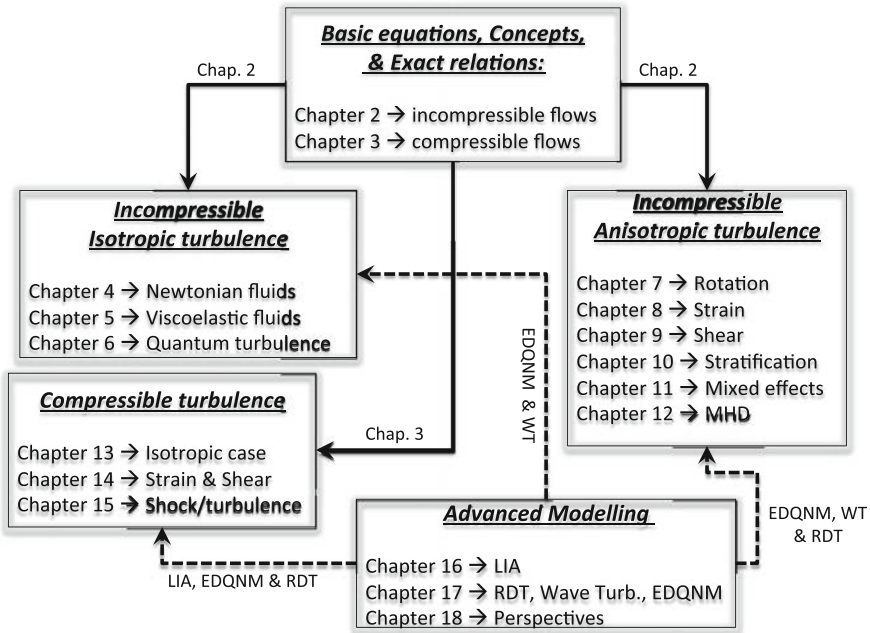 Basic equations, Concepts,
& Exact relations:
Chapter 2 → incompressible flows
Chapter 3 → compressible flows
Chap. 2
Chap. 2
Incompressible
Isotropic turbulence
Chapter 4 → Newtonian fluids
Chapter 5 → Viscoelastic fluids
Chapter 6 → Quantum turbulence
Incompressible
Anisotropic turbulence
Chapter 7 → Rotation
Chapter 8 → Strain
Chapter 9 → Shear
Chapter 10 → Stratification
Chapter 11 → Mixed effects
Chapter 12 → MHD
EDQNM & WT
Compressible turbulence
Chapter 13 → Isotropic case
Chapter 14 → Strain & Shear
Chapter 15 → Shock/turbulence
Chap. 3
Advanced Modelling
Chapter 16 → LIA
Chapter 17 → RDT, Wave Turb., EDQNM
Chapter 18 → Perspectives
LIA, EDQNM & RDT
EDQNM, WT
& RDT